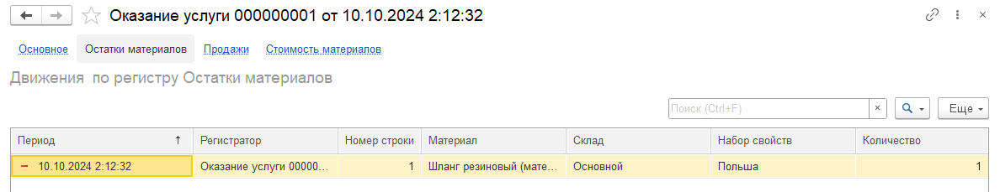 Оказание услуги 000000001 от 10.10.2024 2:12:32
Основное Остатки материалов Продажи Стоимость материалов
Движения по регистру Остатки материалов
Поиск (Ctrl+F) × Еще
Период ↑ Регистратор Номер строки Материал Склад Набор свойств Количество
10.10.2024 2:12:32 Оказание услуги 00000... 1 Шланг резиновый (мате... Основной Польша 1